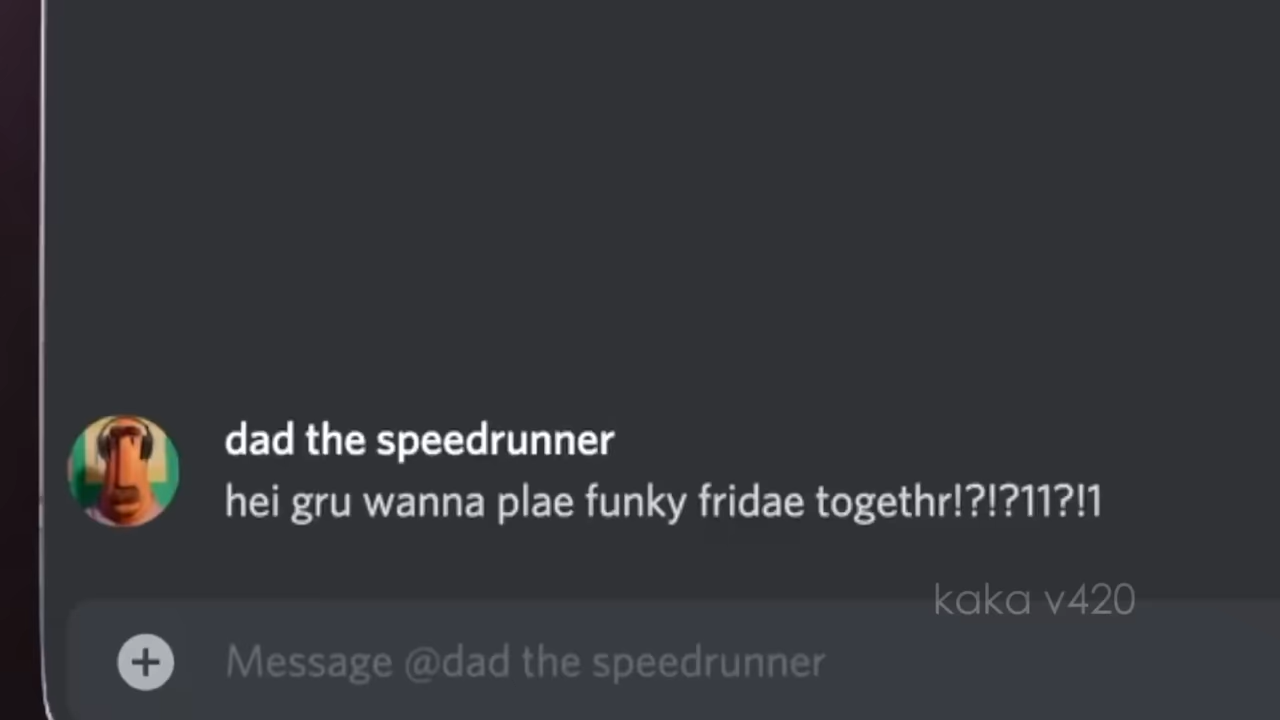 dad the speedrunner
hei gru wanna plae funky fridae togethr!?!?11?!1
kaka v420
Message @dad the speedrunner